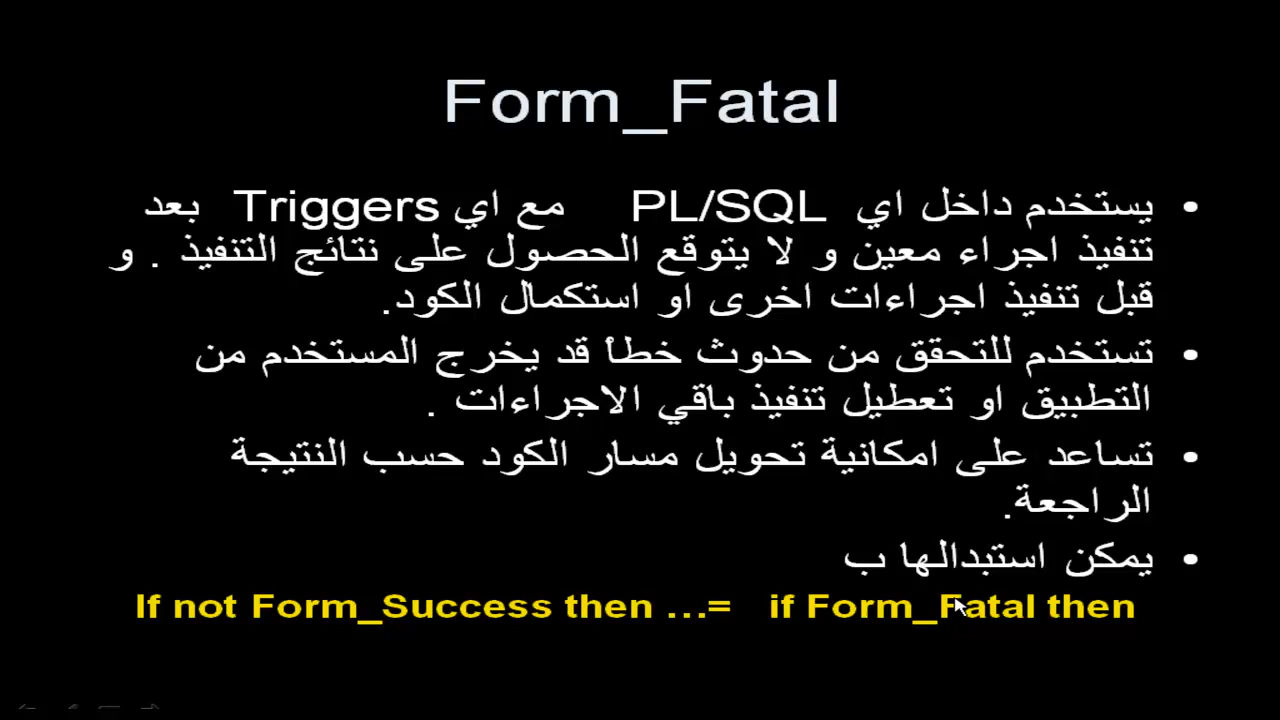 Form_Fatal
• يستخدم داخل اي PL/SQL مع اي Triggers بعد
تنفيذ اجراء معين و لا يتوقع الحصول على نتائج التنفيذ . و
قبل تنفيذ اجراءات اخرى او استكمال الكود.
• تستخدم للتحقق من حدوث خطأ قد يخرج المستخدم من
التطبيق او تعطيل تنفيذ باقي الاجراءات .
• تساعد على امكانية تحويل مسار الكود حسب النتيجة
الراجعة.
• يمكن استبدالها ب
If not Form_Success then ...= if Form_Fatal then